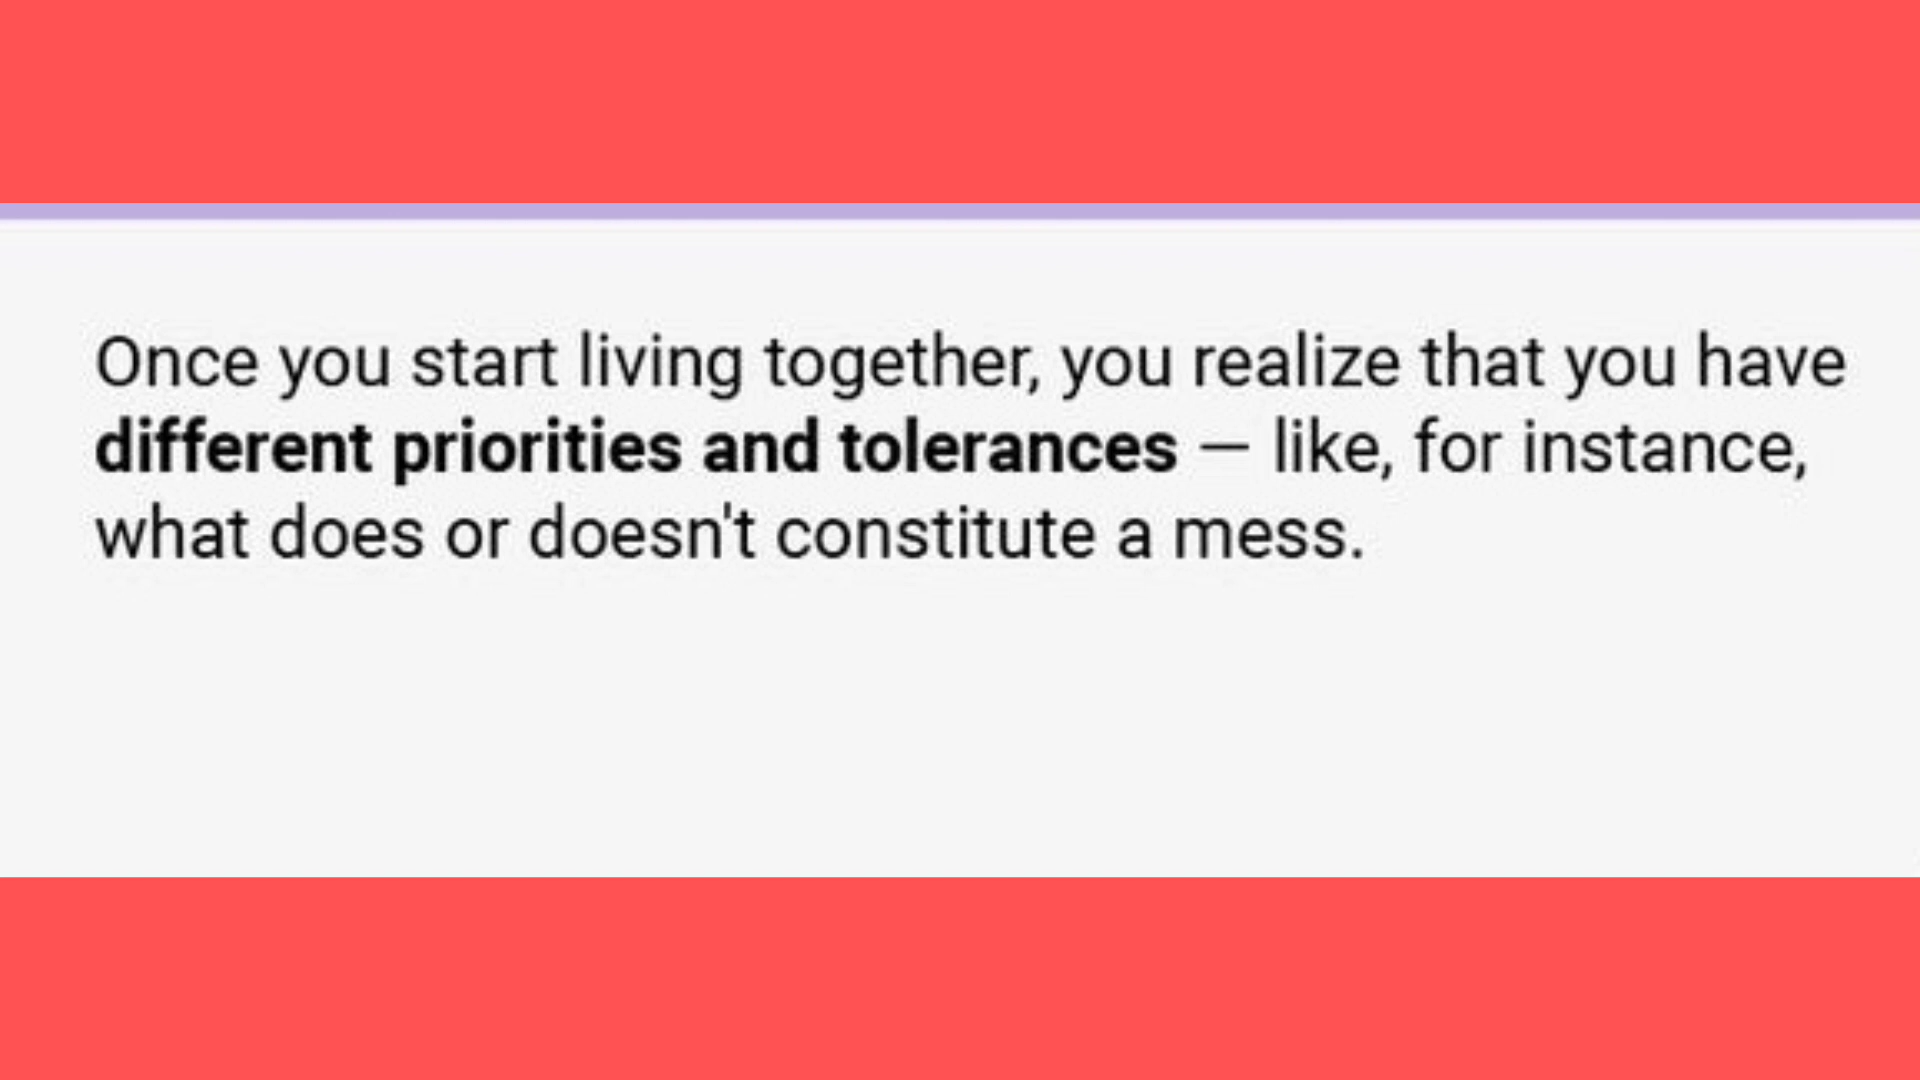 Once you start living together, you realize that you have
different priorities and tolerances — like, for instance,
what does or doesn't constitute a mess.